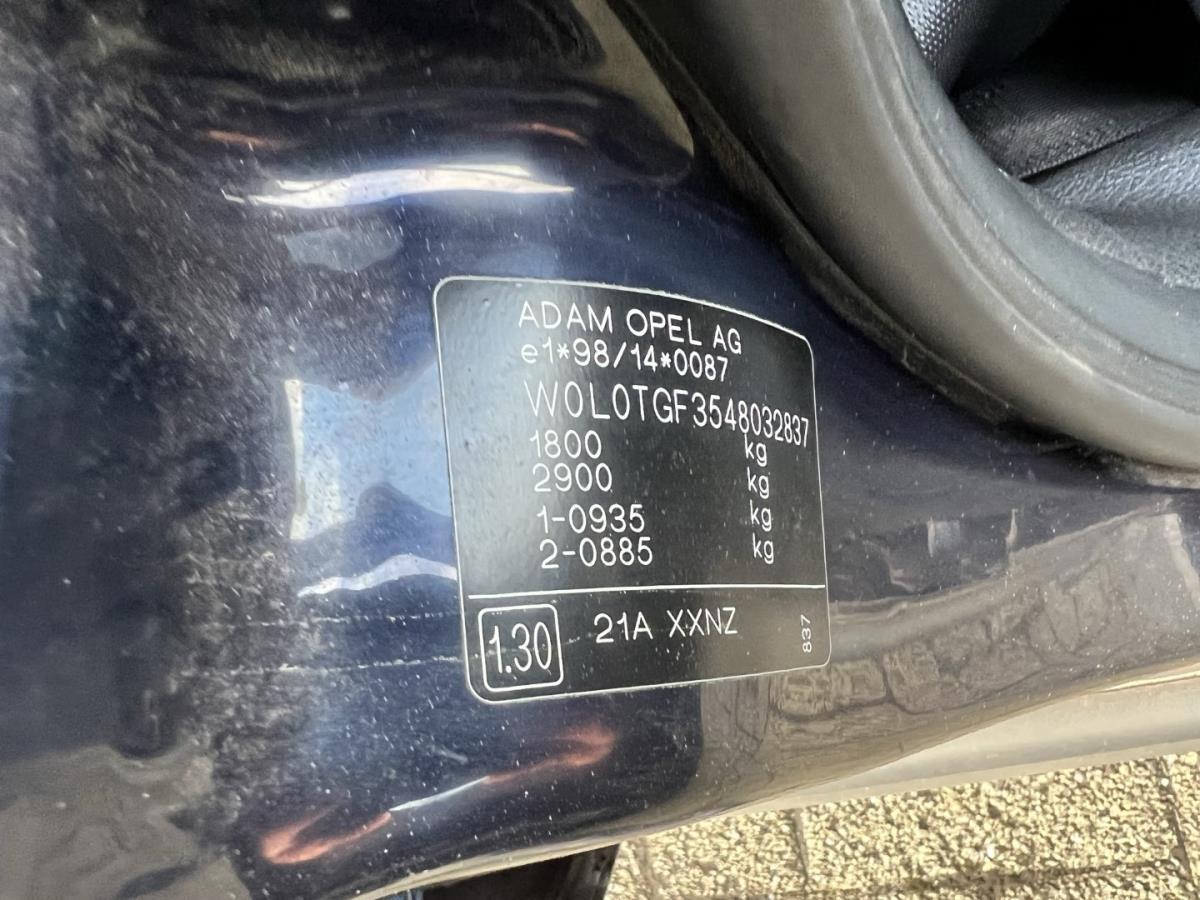 ADAM OPEL AG
e1*98/14*0087
W0L0TGF3548032837
1800 kg
2900 kg
1-0935 kg
2-0885 kg
1.30 21A XXNZ 837